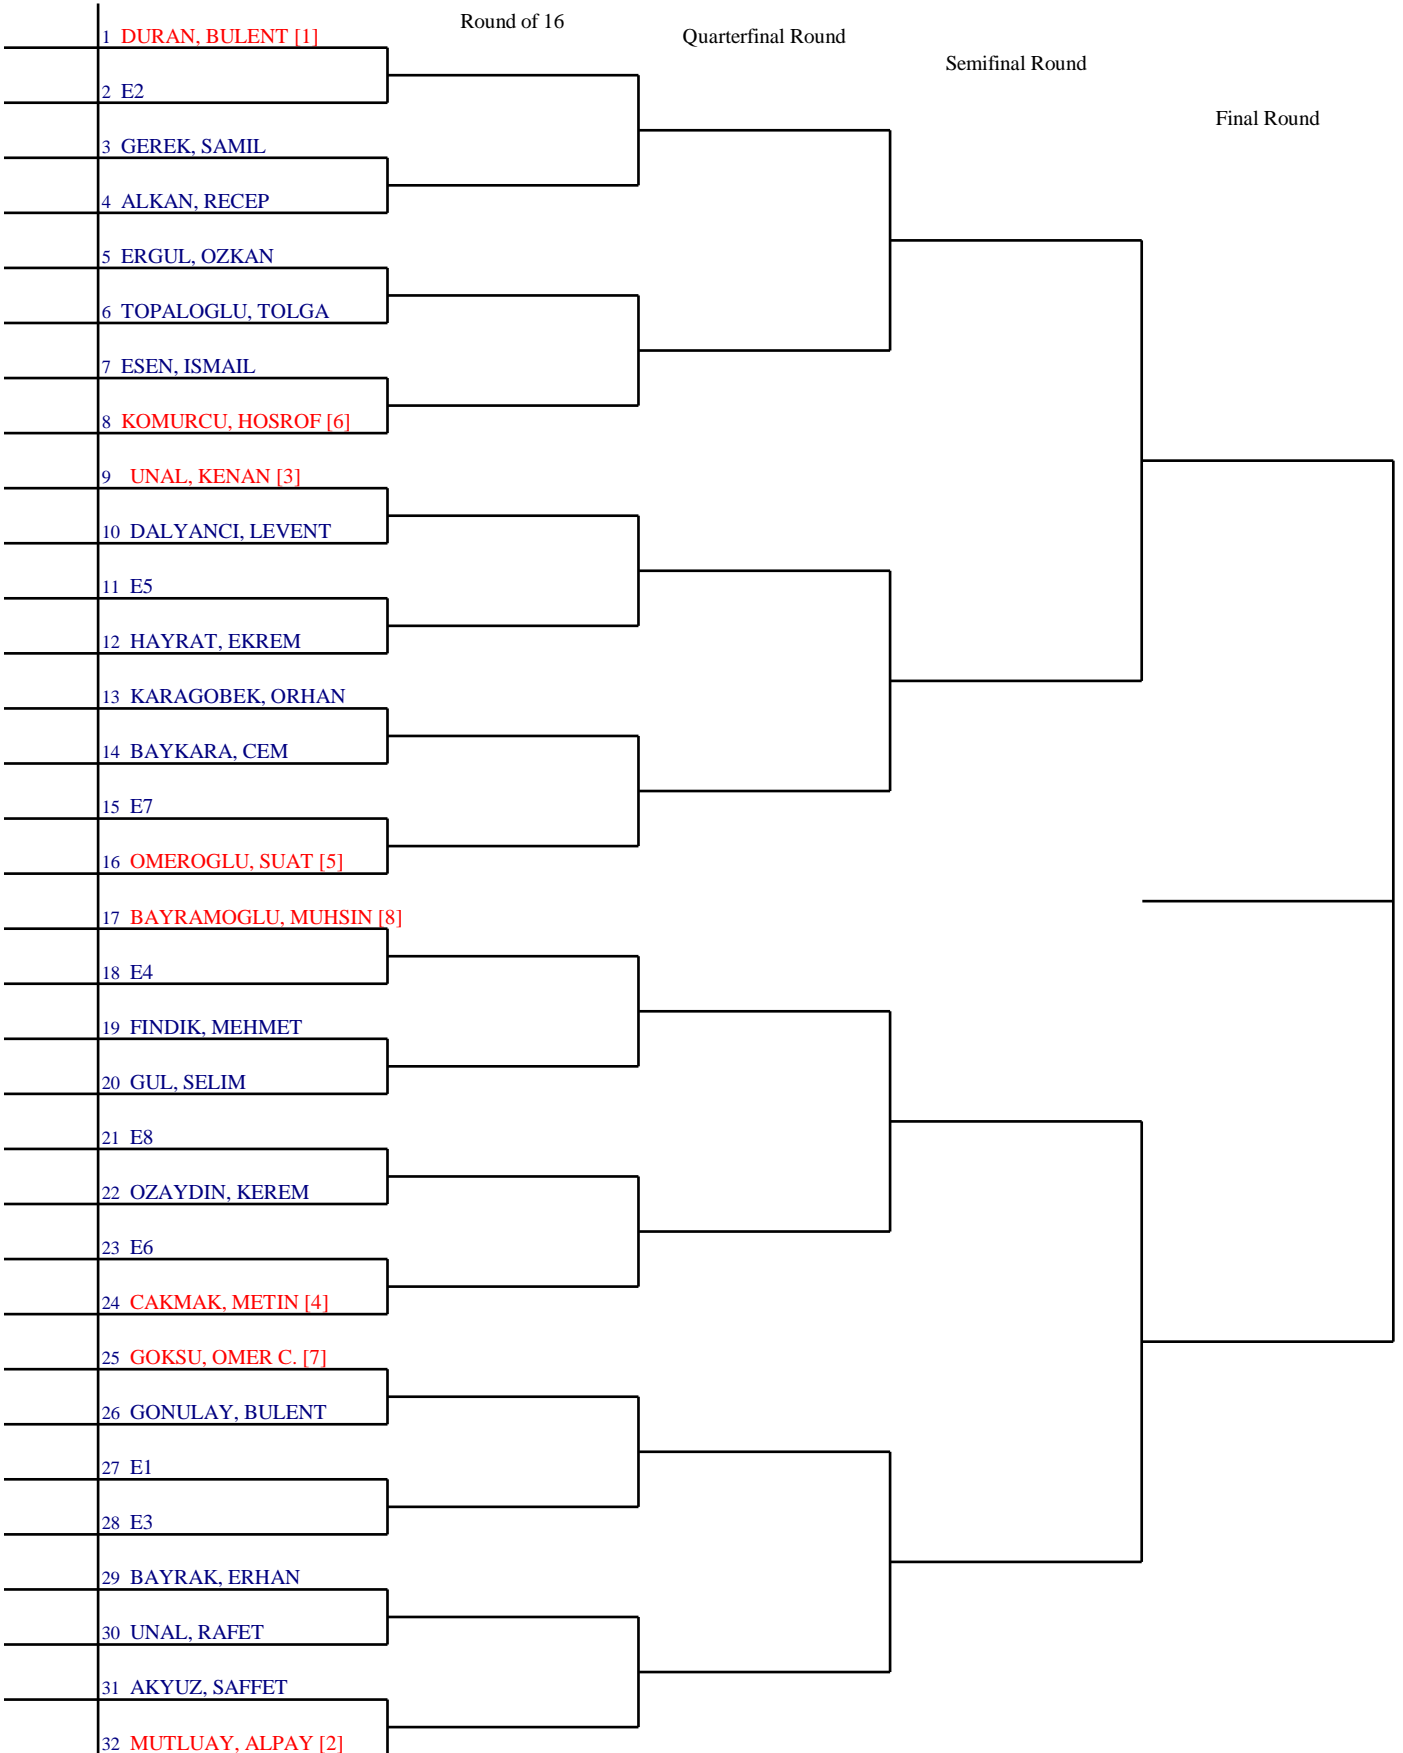 Round of 16
Quarterfinal Round
Semifinal Round
Final Round
1 DURAN, BULENT [1]
2 E2
3 GEREK, SAMIL
4 ALKAN, RECEP
5 ERGUL, OZKAN
6 TOPALOGLU, TOLGA
7 ESEN, ISMAIL
8 KOMURCU, HOSROF [6]
9 UNAL, KENAN [3]
10 DALYANCI, LEVENT
11 E5
12 HAYRAT, EKREM
13 KARAGOBEK, ORHAN
14 BAYKARA, CEM
15 E7
16 OMEROGLU, SUAT [5]
17 BAYRAMOGLU, MUHSIN [8]
18 E4
19 FINDIK, MEHMET
20 GUL, SELIM
21 E8
22 OZAYDIN, KEREM
23 E6
24 CAKMAK, METIN [4]
25 GOKSU, OMER C. [7]
26 GONULAY, BULENT
27 E1
28 E3
29 BAYRAK, ERHAN
30 UNAL, RAFET
31 AKYUZ, SAFFET
32 MUTLUAY, ALPAY [2]